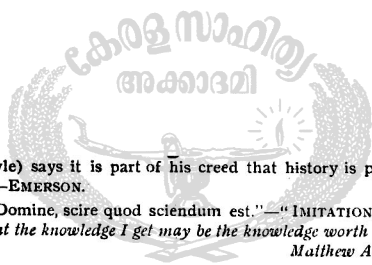 കേരള സാഹിത്യ
അക്കാദമി
yle) says it is part of his creed that history is p
—EMERSON.
Domine, scire quod sciendum est."—" IMITATION
at the knowledge I get may be the knowledge worth
Matthew A